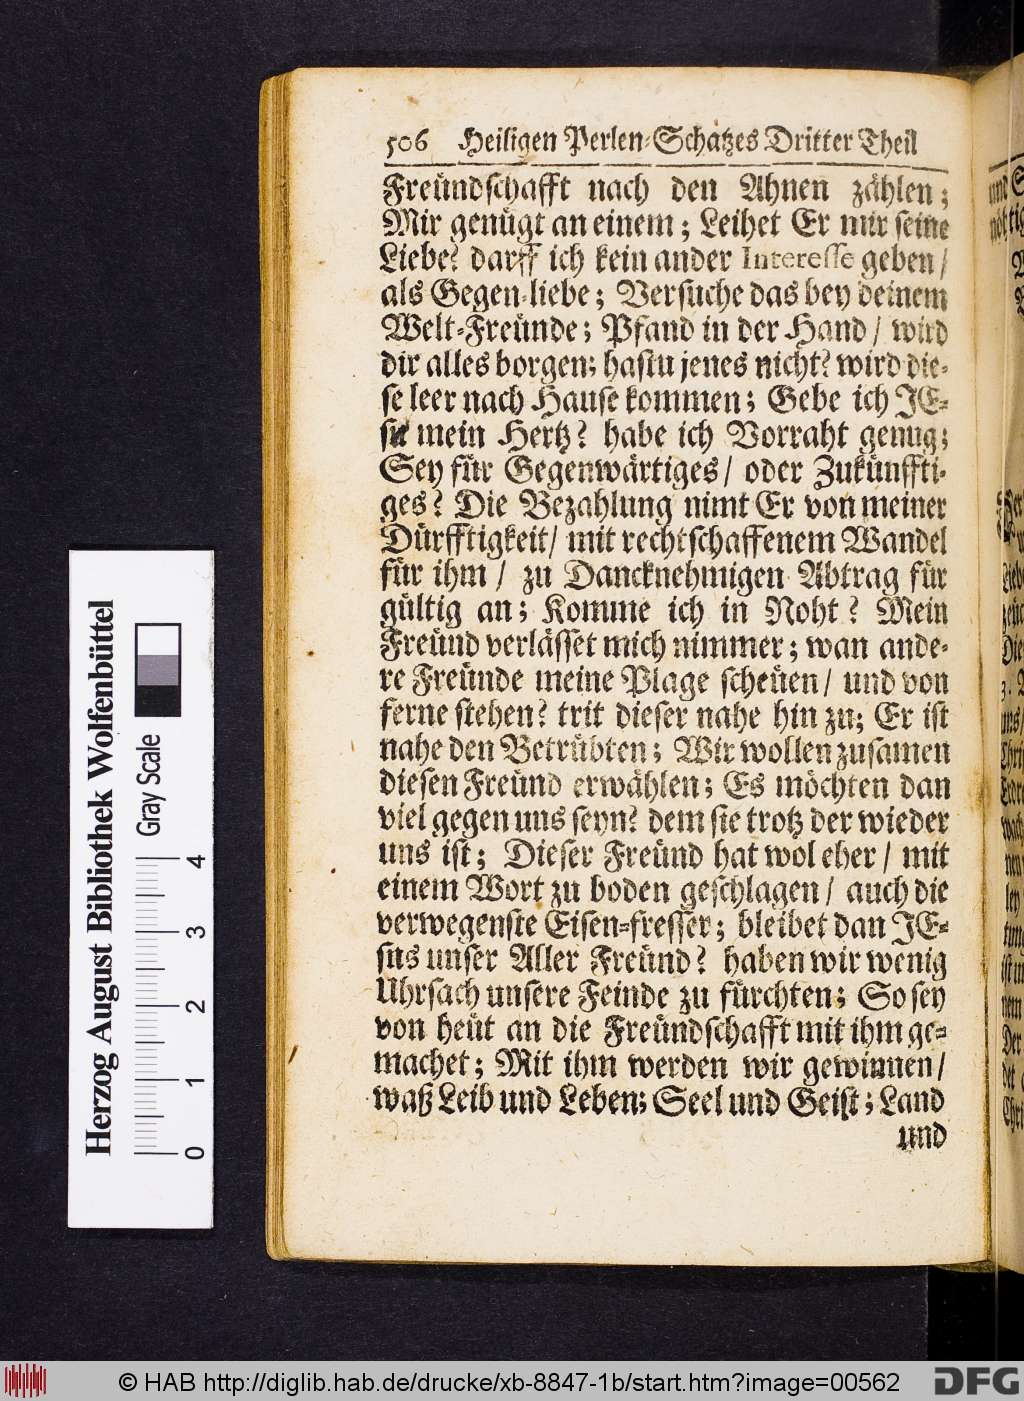 506 Heiligen Perlen-Schatzes Dritter Theil
Freündschafft nach den Ahnen zählen;
Mir genügt an einem; Leihet Er mir seine
Liebe? darff ich kein ander Interesse geben/
als Gegen-liebe; Versuche das bey deinem
Welt-Freünde; Pfand in der Hand/ wird
dir alles borgen; hastu jenes nicht? wird die-
se leer nach Hause kommen; Gebe ich JE-
su mein Hertz? habe ich Vorraht genug;
Sey für Gegenwärtiges/ oder Zukünffti-
ges? Die Bezahlung nimt Er von meiner
Dürfftigkeit/ mit rechtschaffenem Wandel
für ihm/ zu Dancknehmigen Abtrag für
gültig an; Komme ich in Noht? Mein
Freünd verlässet mich nimmer; wan ande-
re Freünde meine Plage scheüen/ und von
ferne stehen? trit dieser nahe hin zu; Er ist
nahe den Betrübten; Wir wollen zusamen
diesen Freünd erwählen; Es möchten dan
viel gegen uns seyn? dem sie trotz der wieder
uns ist; Dieser Freünd hat wol eher/ mit
einem Wort zu boden geschlagen/ auch die
verwegenste Eisen-fresser; bleibet dan JE-
sus unser Aller Freünd? haben wir wenig
Uhrsach unsere Feinde zu fürchten; So sey
von heüt an die Freündschafft mit ihm ge-
machet; Mit ihm werden wir gewinnen/
waß Leib und Leben; Seel und Geist; Land
und
Herzog August Bibliothek Wolfenbüttel
Gray Scale
0 1 2 3 4
© HAB http://diglib.hab.de/drucke/xb-8847-1b/start.htm?image=00562
DFG